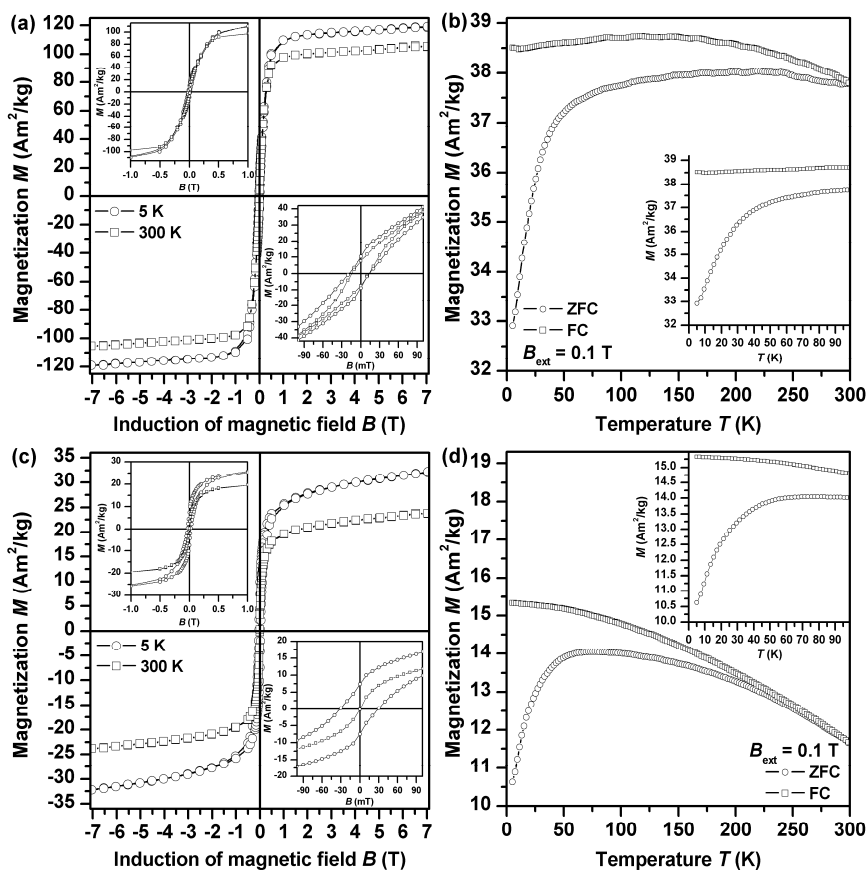 (a)
Magnetization M (Am²/kg)
120
100
80
60
40
20
0
-20
-40
-60
-80
-100
-120
-7 -6 -5 -4 -3 -2 -1 0 1 2 3 4 5 6 7
Induction of magnetic field B (T)
5 K
300 K
M (Am²/kg)
100
80
60
40
20
0
-20
-40
-60
-80
-100
-1.0 -0.5 0.0 0.5 1.0
B (T)
M (Am²/kg)
40
30
20
10
0
-10
-20
-30
-40
-90 -60 -30 0 30 60 90
B (mT)
(b)
Magnetization M (Am²/kg)
39
38
37
36
35
34
33
32
0 50 100 150 200 250 300
Temperature T (K)
ZFC
FC
Bext = 0.1 T
M (Am²/kg)
39
38
37
36
35
34
33
32
0 10 20 30 40 50 60 70 80 90
T (K)
(c)
Magnetization M (Am²/kg)
35
30
25
20
15
10
5
0
-5
-10
-15
-20
-25
-30
-35
-7 -6 -5 -4 -3 -2 -1 0 1 2 3 4 5 6 7
Induction of magnetic field B (T)
5 K
300 K
M (Am²/kg)
30
20
10
0
-10
-20
-30
-1.0 -0.5 0.0 0.5 1.0
B (T)
M (Am²/kg)
20
15
10
5
0
-5
-10
-15
-20
-90 -60 -30 0 30 60 90
B (mT)
(d)
Magnetization M (Am²/kg)
19
18
17
16
15
14
13
12
11
10
0 50 100 150 200 250 300
Temperature T (K)
Bext = 0.1 T
ZFC
FC
M (Am²/kg)
15.0
14.5
14.0
13.5
13.0
12.5
12.0
11.5
11.0
10.5
10.0
0 10 20 30 40 50 60 70 80 90
T (K)